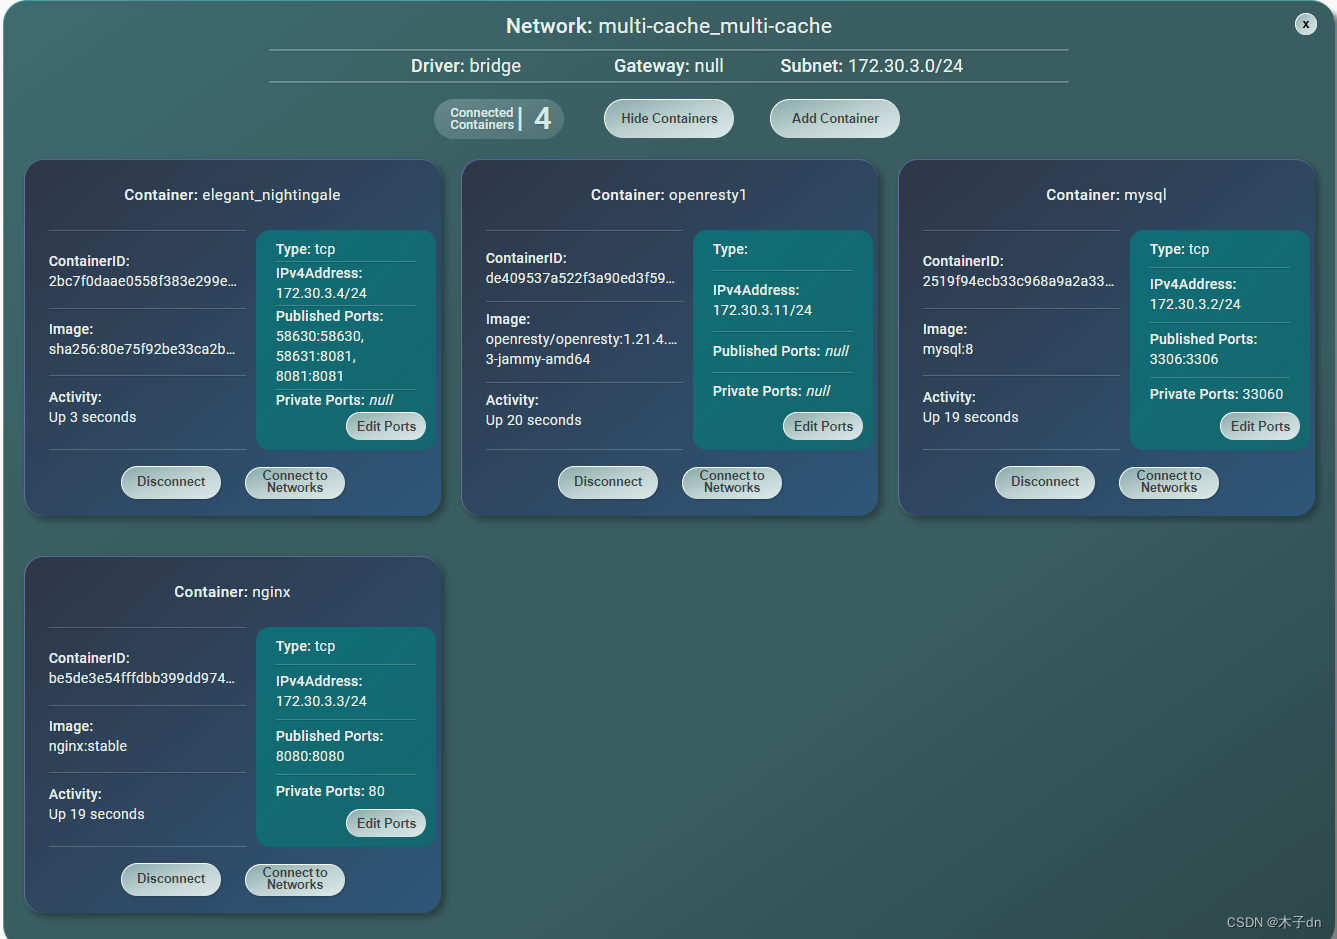 Network: multi-cache_multi-cache
x
Driver: bridge
Gateway: null
Subnet: 172.30.3.0/24
Connected
Containers
4
Hide Containers
Add Container
Container: elegant_nightingale
ContainerID:
2bc7f0daae0558f383e299e...
Image:
sha256:80e75f92be33ca2b...
Activity:
Up 3 seconds
Type: tcp
IPv4Address:
172.30.3.4/24
Published Ports:
58630:58630,
58631:8081,
8081:8081
Private Ports: null
Edit Ports
Disconnect
Connect to
Networks
Container: openresty1
ContainerID:
de409537a522f3a90ed3f59...
Image:
openresty/openresty:1.21.4....
3-jammy-amd64
Activity:
Up 20 seconds
Type:
IPv4Address:
172.30.3.11/24
Published Ports: null
Private Ports: null
Edit Ports
Disconnect
Connect to
Networks
Container: mysql
ContainerID:
2519f94ecb33c968a9a2a33...
Image:
mysql:8
Activity:
Up 19 seconds
Type: tcp
IPv4Address:
172.30.3.2/24
Published Ports:
3306:3306
Private Ports: 33060
Edit Ports
Disconnect
Connect to
Networks
Container: nginx
ContainerID:
be5de3e54fffdbb399dd974...
Image:
nginx:stable
Activity:
Up 19 seconds
Type: tcp
IPv4Address:
172.30.3.3/24
Published Ports:
8080:8080
Private Ports: 80
Edit Ports
Disconnect
Connect to
Networks
CSDN @木子dn